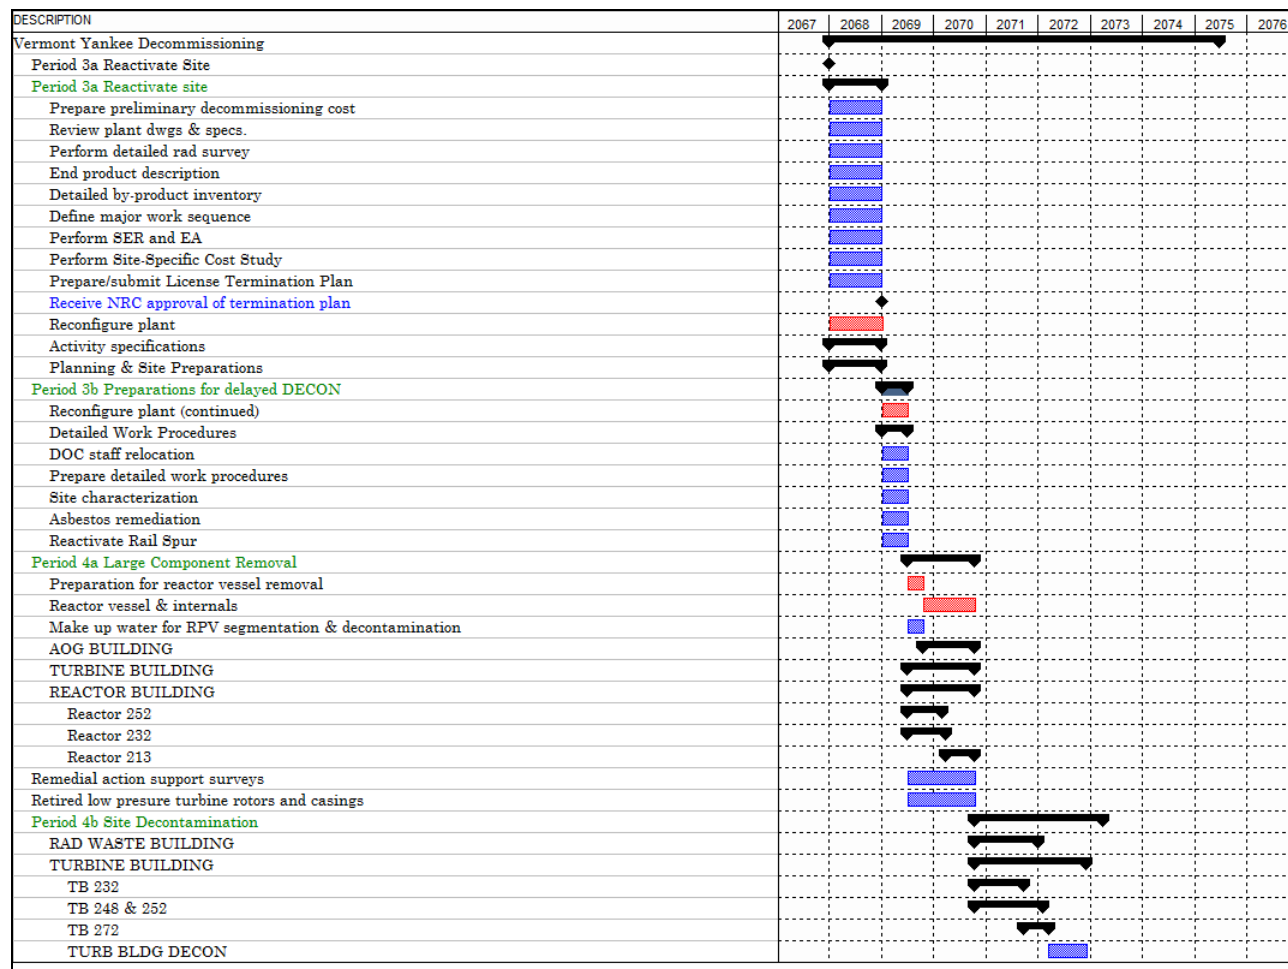 DESCRIPTION 2067 2068 2069 2070 2071 2072 2073 2074 2075 2076
Vermont Yankee Decommissioning
Period 3a Reactivate Site
Period 3a Reactivate site
Prepare preliminary decommissioning cost
Review plant dwgs & specs.
Perform detailed rad survey
End product description
Detailed by-product inventory
Define major work sequence
Perform SER and EA
Perform Site-Specific Cost Study
Prepare/submit License Termination Plan
Receive NRC approval of termination plan
Reconfigure plant
Activity specifications
Planning & Site Preparations
Period 3b Preparations for delayed DECON
Reconfigure plant (continued)
Detailed Work Procedures
DOC staff relocation
Prepare detailed work procedures
Site characterization
Asbestos remediation
Reactivate Rail Spur
Period 4a Large Component Removal
Preparation for reactor vessel removal
Reactor vessel & internals
Make up water for RPV segmentation & decontamination
AOG BUILDING
TURBINE BUILDING
REACTOR BUILDING
Reactor 252
Reactor 232
Reactor 213
Remedial action support surveys
Retired low presure turbine rotors and casings
Period 4b Site Decontamination
RAD WASTE BUILDING
TURBINE BUILDING
TB 232
TB 248 & 252
TB 272
TURB BLDG DECON